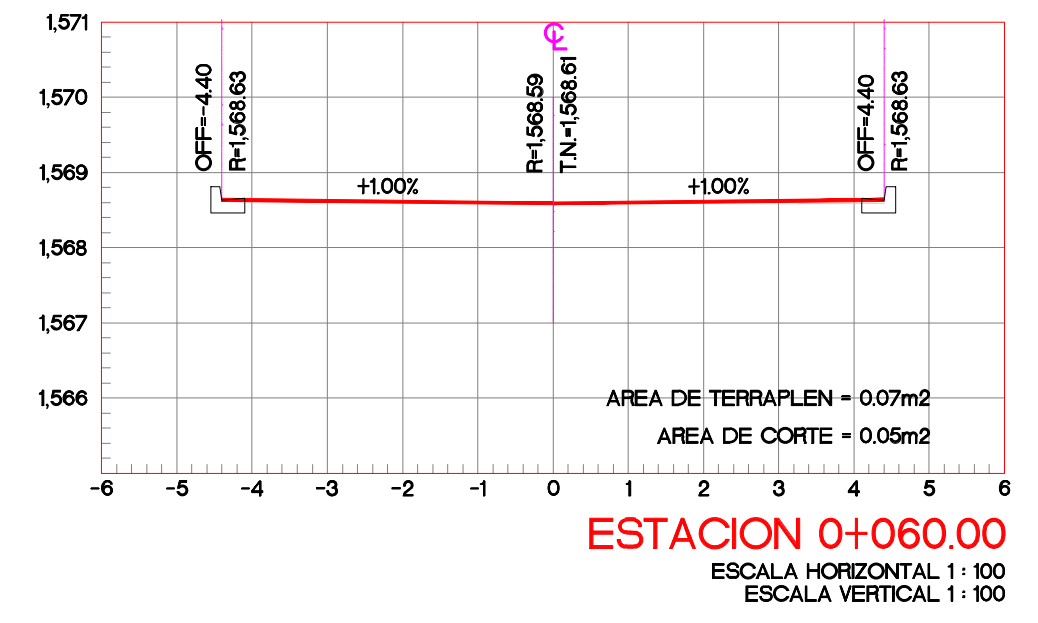 1,571
1,570
1,569
1,568
1,567
1,566
OFF=-4.40
R=1,568.63
℄
R=1,568.59
T.N.=1,568.61
OFF=4.40
R=1,568.63
+1.00%
+1.00%
AREA DE TERRAPLEN = 0.07m2
AREA DE CORTE = 0.05m2
-6 -5 -4 -3 -2 -1 0 1 2 3 4 5 6
ESTACION 0+060.00
ESCALA HORIZONTAL 1 : 100
ESCALA VERTICAL 1 : 100